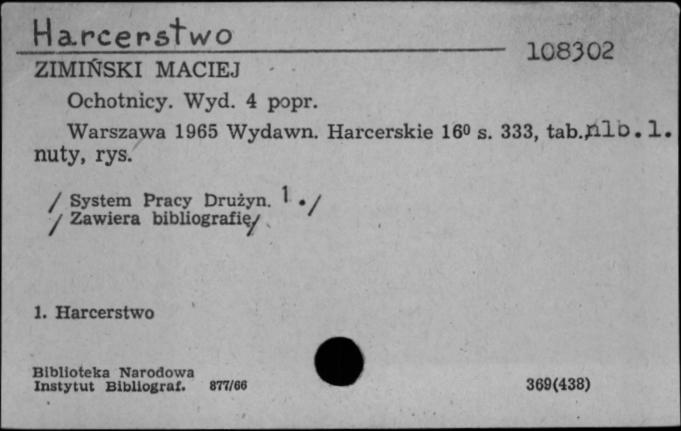 Harcerstwo
108302
ZIMIŃSKI MACIEJ
Ochotnicy. Wyd. 4 popr.
Warszawa 1965 Wydawn. Harcerskie 16⁰ s. 333, tab. nlb. 1.
nuty, rys.
/ System Pracy Drużyn. 1 ./
/ Zawiera bibliografię/
1. Harcerstwo
Biblioteka Narodowa
Instytut Bibliograf. 877/66
369(438)